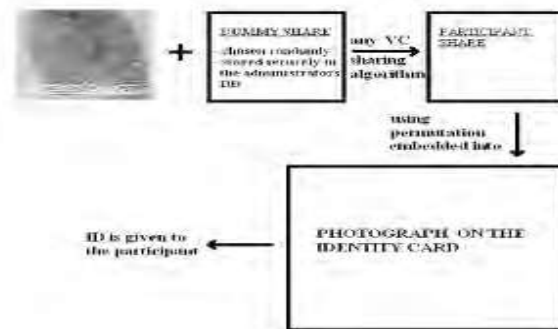 +
DUMMY SHARE
chosen randomly
stored securely in
the administrator's
DB
any VC
sharing
algorithm
PARTICIPANT
SHARE
using
permutation
embedded into
PHOTOGRAPH ON THE
IDENTITY CARD
ID is given to
the participant